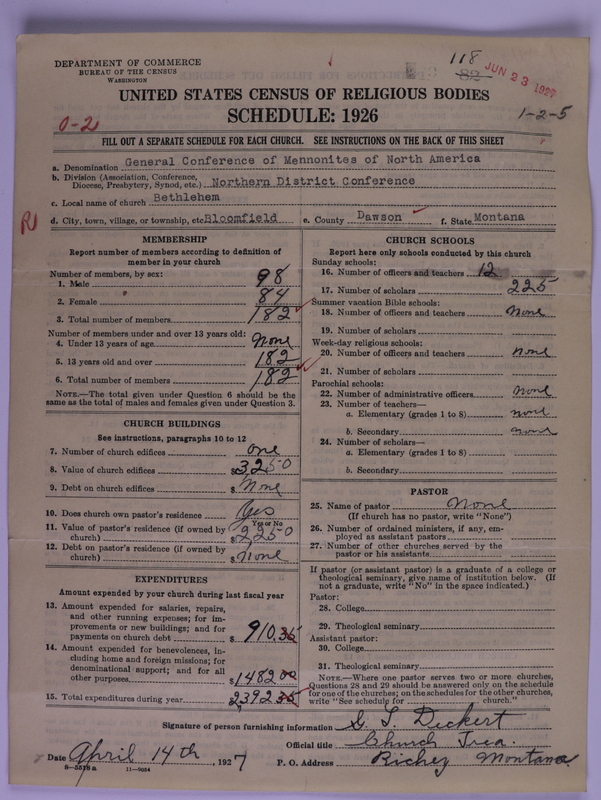 DEPARTMENT OF COMMERCE
BUREAU OF THE CENSUS
WASHINGTON
118
82
JUN 23 1927
UNITED STATES CENSUS OF RELIGIOUS BODIES
SCHEDULE: 1926
0-2
1-2-5
FILL OUT A SEPARATE SCHEDULE FOR EACH CHURCH. SEE INSTRUCTIONS ON THE BACK OF THIS SHEET
a. Denomination General Conference of Mennonites of North America
b. Division (Association, Conference, Diocese, Presbytery, Synod, etc.) Northern District Conference
c. Local name of church Bethlehem
R
d. City, town, village, or township, etc Bloomfield e. County Dawson f. State Montana
MEMBERSHIP
Report number of members according to definition of
member in your church
Number of members, by sex:
1. Male 98
2. Female 84
3. Total number of members 182
Number of members under and over 13 years old:
4. Under 13 years of age None
5. 13 years old and over 182
6. Total number of members 182
NOTE.—The total given under Question 6 should be the
same as the total of males and females given under Question 3.
CHURCH BUILDINGS
See instructions, paragraphs 10 to 12
7. Number of church edifices one
8. Value of church edifices $3,250
9. Debt on church edifices $ None
10. Does church own pastor's residence? Yes
Yes or No
11. Value of pastor's residence (if owned by
church) $2250
12. Debt on pastor's residence (if owned by
church) $ None
EXPENDITURES
Amount expended by your church during last fiscal year
13. Amount expended for salaries, repairs,
and other running expenses; for im-
provements or new buildings; and for
payments on church debt $ 910.35
14. Amount expended for benevolences, in-
cluding home and foreign missions; for
denominational support; and for all
other purposes $1482 00
15. Total expenditures during year 2392 35
CHURCH SCHOOLS
Report here only schools conducted by this church
Sunday schools:
16. Number of officers and teachers 12
17. Number of scholars 225
Summer vacation Bible schools:
18. Number of officers and teachers None
19. Number of scholars
Week-day religious schools:
20. Number of officers and teachers None
21. Number of scholars
Parochial schools:
22. Number of administrative officers None
23. Number of teachers—
a. Elementary (grades 1 to 8) None
b. Secondary None
24. Number of scholars—
a. Elementary (grades 1 to 8)
b. Secondary
PASTOR
25. Name of pastor None
(If church has no pastor, write "None")
26. Number of ordained ministers, if any, em-
ployed as assistant pastors
27. Number of other churches served by the
pastor or his assistants
If pastor (or assistant pastor) is a graduate of a college or
theological seminary, give name of institution below. (If
not a graduate, write "No" in the space indicated.)
Pastor:
28. College
29. Theological seminary
Assistant pastor:
30. College
31. Theological seminary
NOTE.—Where one pastor serves two or more churches,
Questions 28 and 29 should be answered only on the schedule
for one of the churches; on the schedules for the other churches,
write "See schedule for church."
Signature of person furnishing information G. T. Deckert
Official title Church Trea.
Date April 14th, 1927 P. O. Address Richey Montana
8-5518a 11-9054